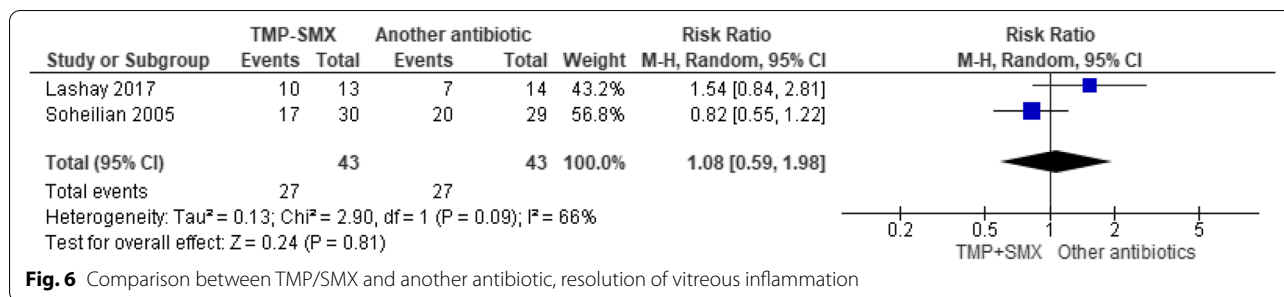 TMP-SMX Another antibiotic Risk Ratio Risk Ratio
Study or Subgroup Events Total Events Total Weight M-H, Random, 95% CI M-H, Random, 95% CI
Lashay 2017 10 13 7 14 43.2% 1.54 [0.84, 2.81]
Soheilian 2005 17 30 20 29 56.8% 0.82 [0.55, 1.22]
Total (95% CI) 43 43 100.0% 1.08 [0.59, 1.98]
Total events 27 27
Heterogeneity: Tau² = 0.13; Chi² = 2.90, df = 1 (P = 0.09); I² = 66%
Test for overall effect: Z = 0.24 (P = 0.81)
0.2 0.5 1 2 5
TMP+SMX Other antibiotics
Fig. 6 Comparison between TMP/SMX and another antibiotic, resolution of vitreous inflammation